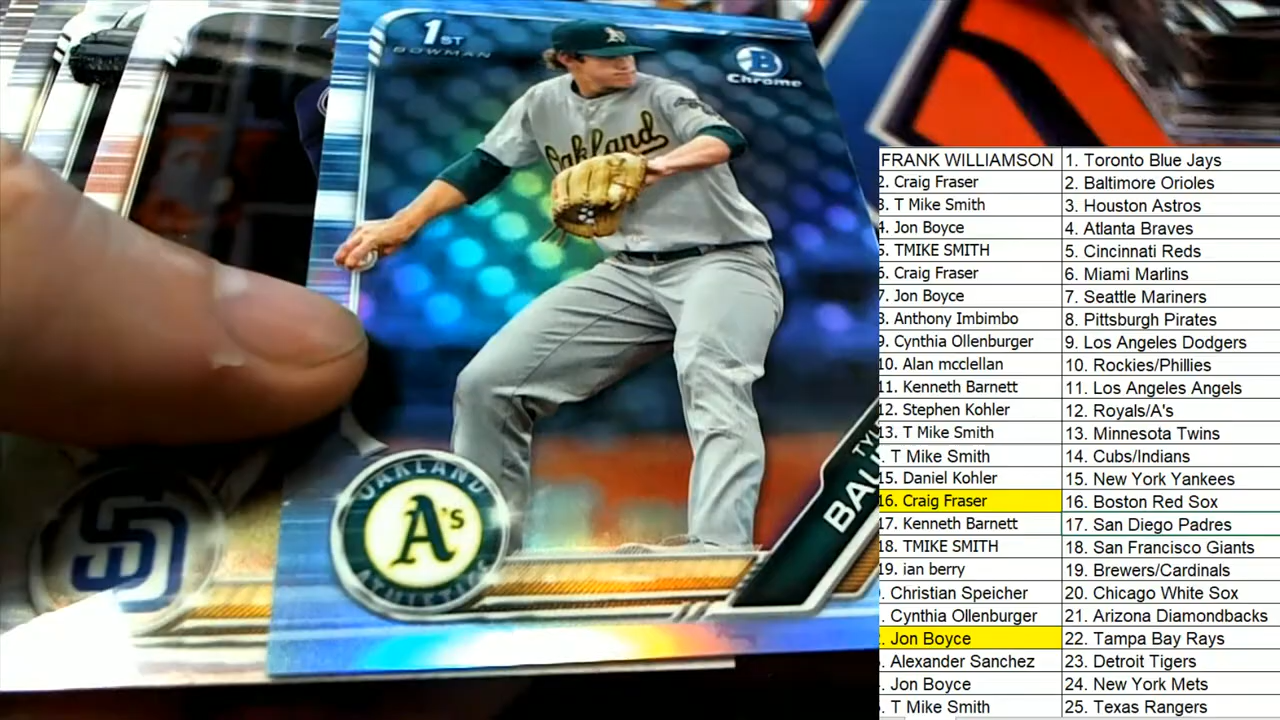 1ST
BOWMAN
B
Chrome
A's
Oakland
OAKLAND
A's
ATHLETICS
SD
FRANK WILLIAMSON 1. Toronto Blue Jays
2. Craig Fraser 2. Baltimore Orioles
3. T Mike Smith 3. Houston Astros
4. Jon Boyce 4. Atlanta Braves
5. TMIKE SMITH 5. Cincinnati Reds
6. Craig Fraser 6. Miami Marlins
7. Jon Boyce 7. Seattle Mariners
8. Anthony Imbimbo 8. Pittsburgh Pirates
9. Cynthia Ollenburger 9. Los Angeles Dodgers
10. Alan mcclellan 10. Rockies/Phillies
11. Kenneth Barnett 11. Los Angeles Angels
12. Stephen Kohler 12. Royals/A's
13. T Mike Smith 13. Minnesota Twins
. T Mike Smith 14. Cubs/Indians
15. Daniel Kohler 15. New York Yankees
16. Craig Fraser 16. Boston Red Sox
17. Kenneth Barnett 17. San Diego Padres
18. TMIKE SMITH 18. San Francisco Giants
19. ian berry 19. Brewers/Cardinals
. Christian Speicher 20. Chicago White Sox
. Cynthia Ollenburger 21. Arizona Diamondbacks
. Jon Boyce 22. Tampa Bay Rays
. Alexander Sanchez 23. Detroit Tigers
. Jon Boyce 24. New York Mets
. T Mike Smith 25. Texas Rangers